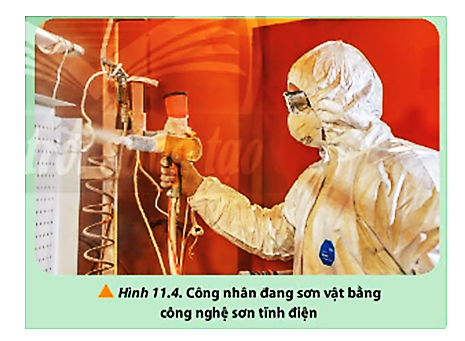 ▲ Hình 11.4. Công nhân đang sơn vật bằng
công nghệ sơn tĩnh điện